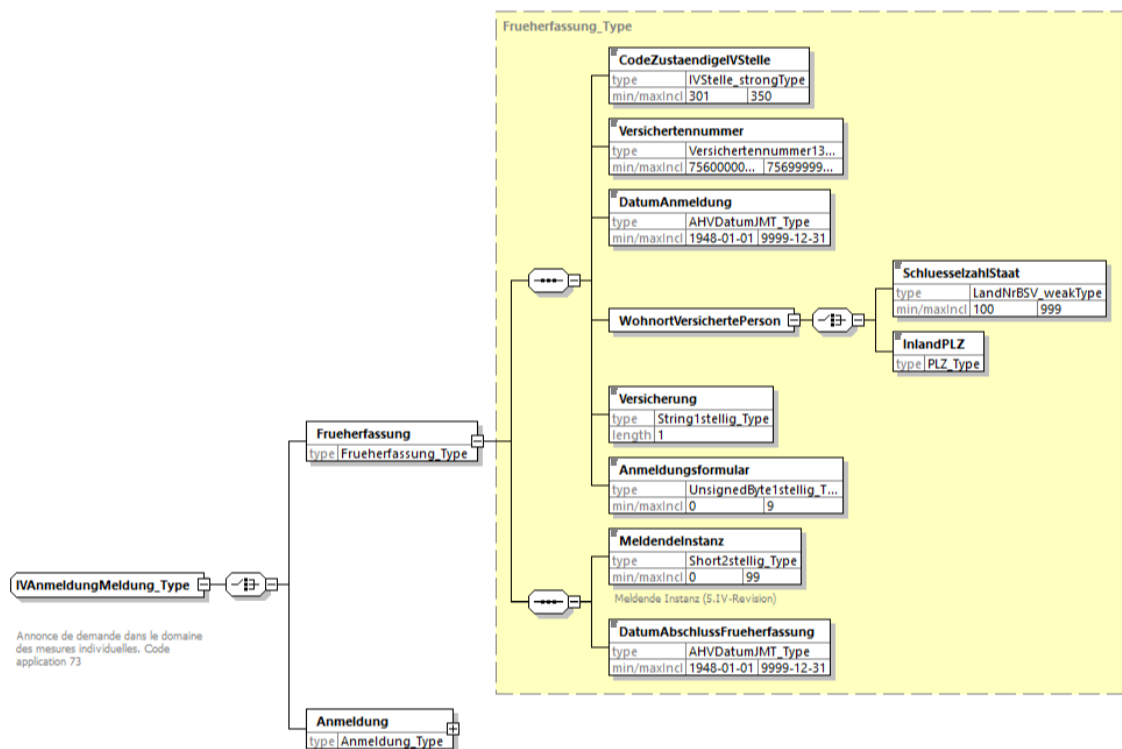 Frueherfassung_Type
CodeZustaendigeIVStelle
type IVStelle_strongType
min/maxIncl 301 350
Versichertennummer
type Versichertennummer13...
min/maxIncl 75600000... 75699999...
DatumAnmeldung
type AHVDatumJMT_Type
min/maxIncl 1948-01-01 9999-12-31
SchluesselzahlStaat
type LandNrBSV_weakType
min/maxIncl 100 999
WohnortVersichertePerson
InlandPLZ
type PLZ_Type
Versicherung
type String1stellig_Type
length 1
Frueherfassung
type Frueherfassung_Type
Anmeldungsformular
type UnsignedByte1stellig_T...
min/maxIncl 0 9
MeldendeInstanz
type Short2stellig_Type
min/maxIncl 0 99
Meldende Instanz (5.IV-Revision)
IVAnmeldungMeldung_Type
Annonce de demande dans le domaine
des mesures individuelles. Code
application 73
DatumAbschlussFrueherfassung
type AHVDatumJMT_Type
min/maxIncl 1948-01-01 9999-12-31
Anmeldung
type Anmeldung_Type